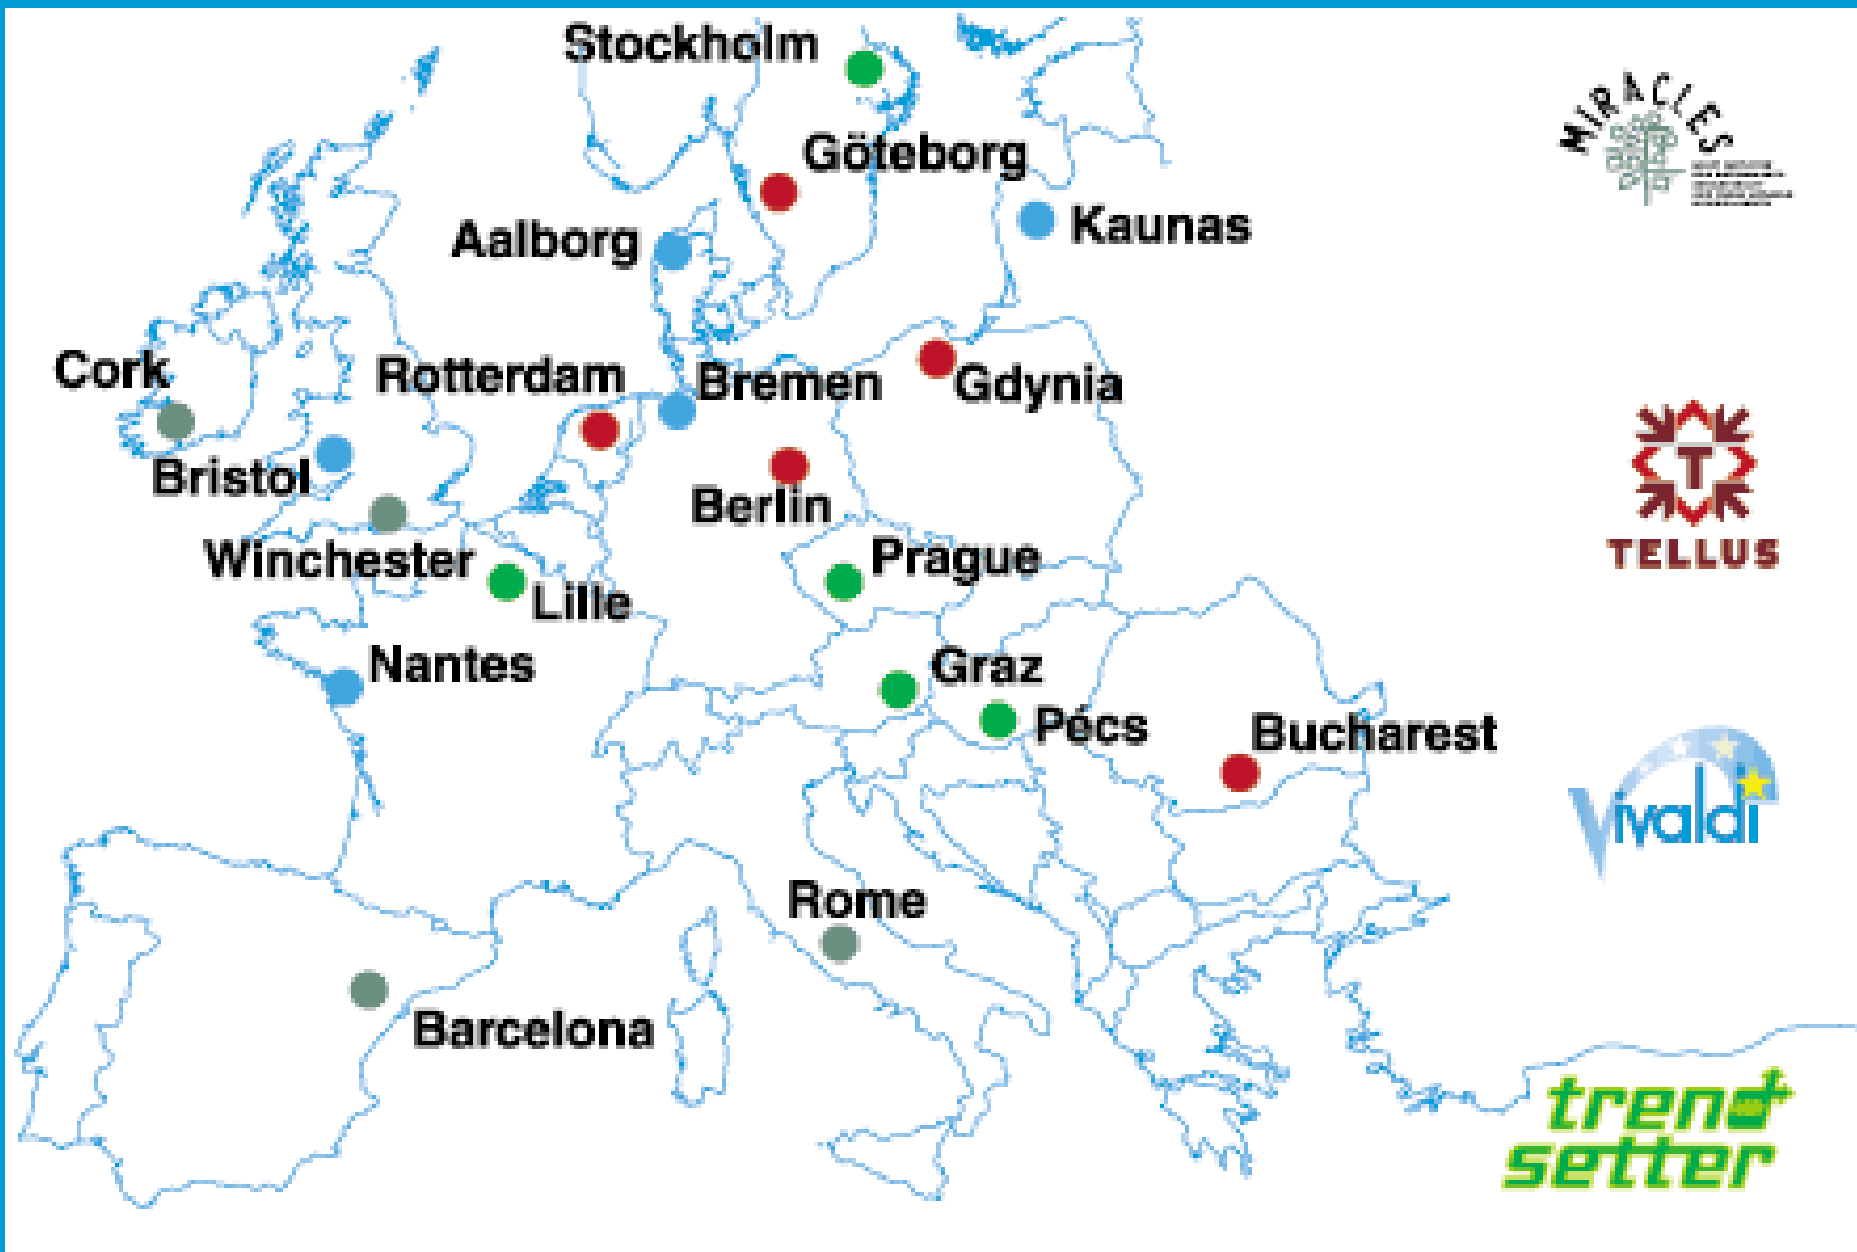 Stockholm
MIRACLES
Göteborg
Aalborg
Kaunas
Cork
Rotterdam
Bremen
Gdynia
Bristol
Berlin
TELLUS
Winchester
Prague
Lille
Nantes
Graz
Pécs
Bucharest
Vivaldi
Rome
Barcelona
trend
setter